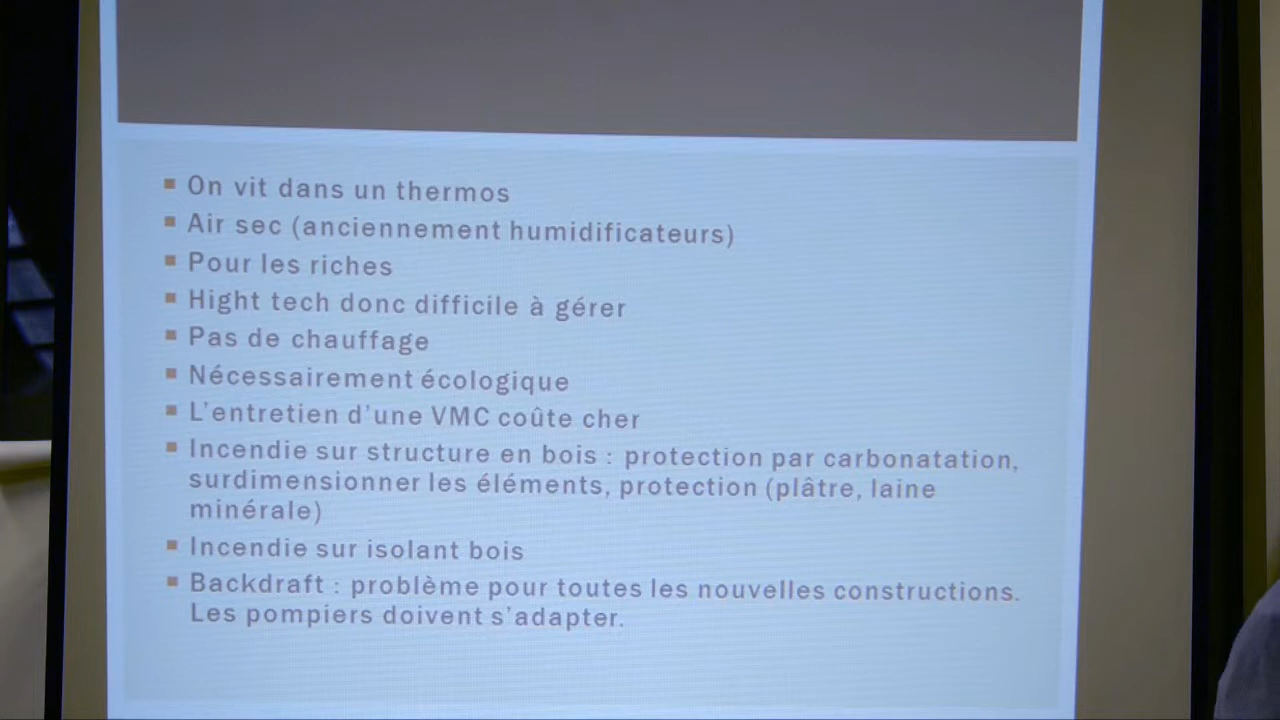 On vit dans un thermos
Air sec (anciennement humidificateurs)
Pour les riches
Hight tech donc difficile à gérer
Pas de chauffage
Nécessairement écologique
L'entretien d'une VMC coûte cher
Incendie sur structure en bois : protection par carbonatation,
surdimensionner les éléments, protection (plâtre, laine
minérale)
Incendie sur isolant bois
Backdraft : problème pour toutes les nouvelles constructions.
Les pompiers doivent s'adapter.